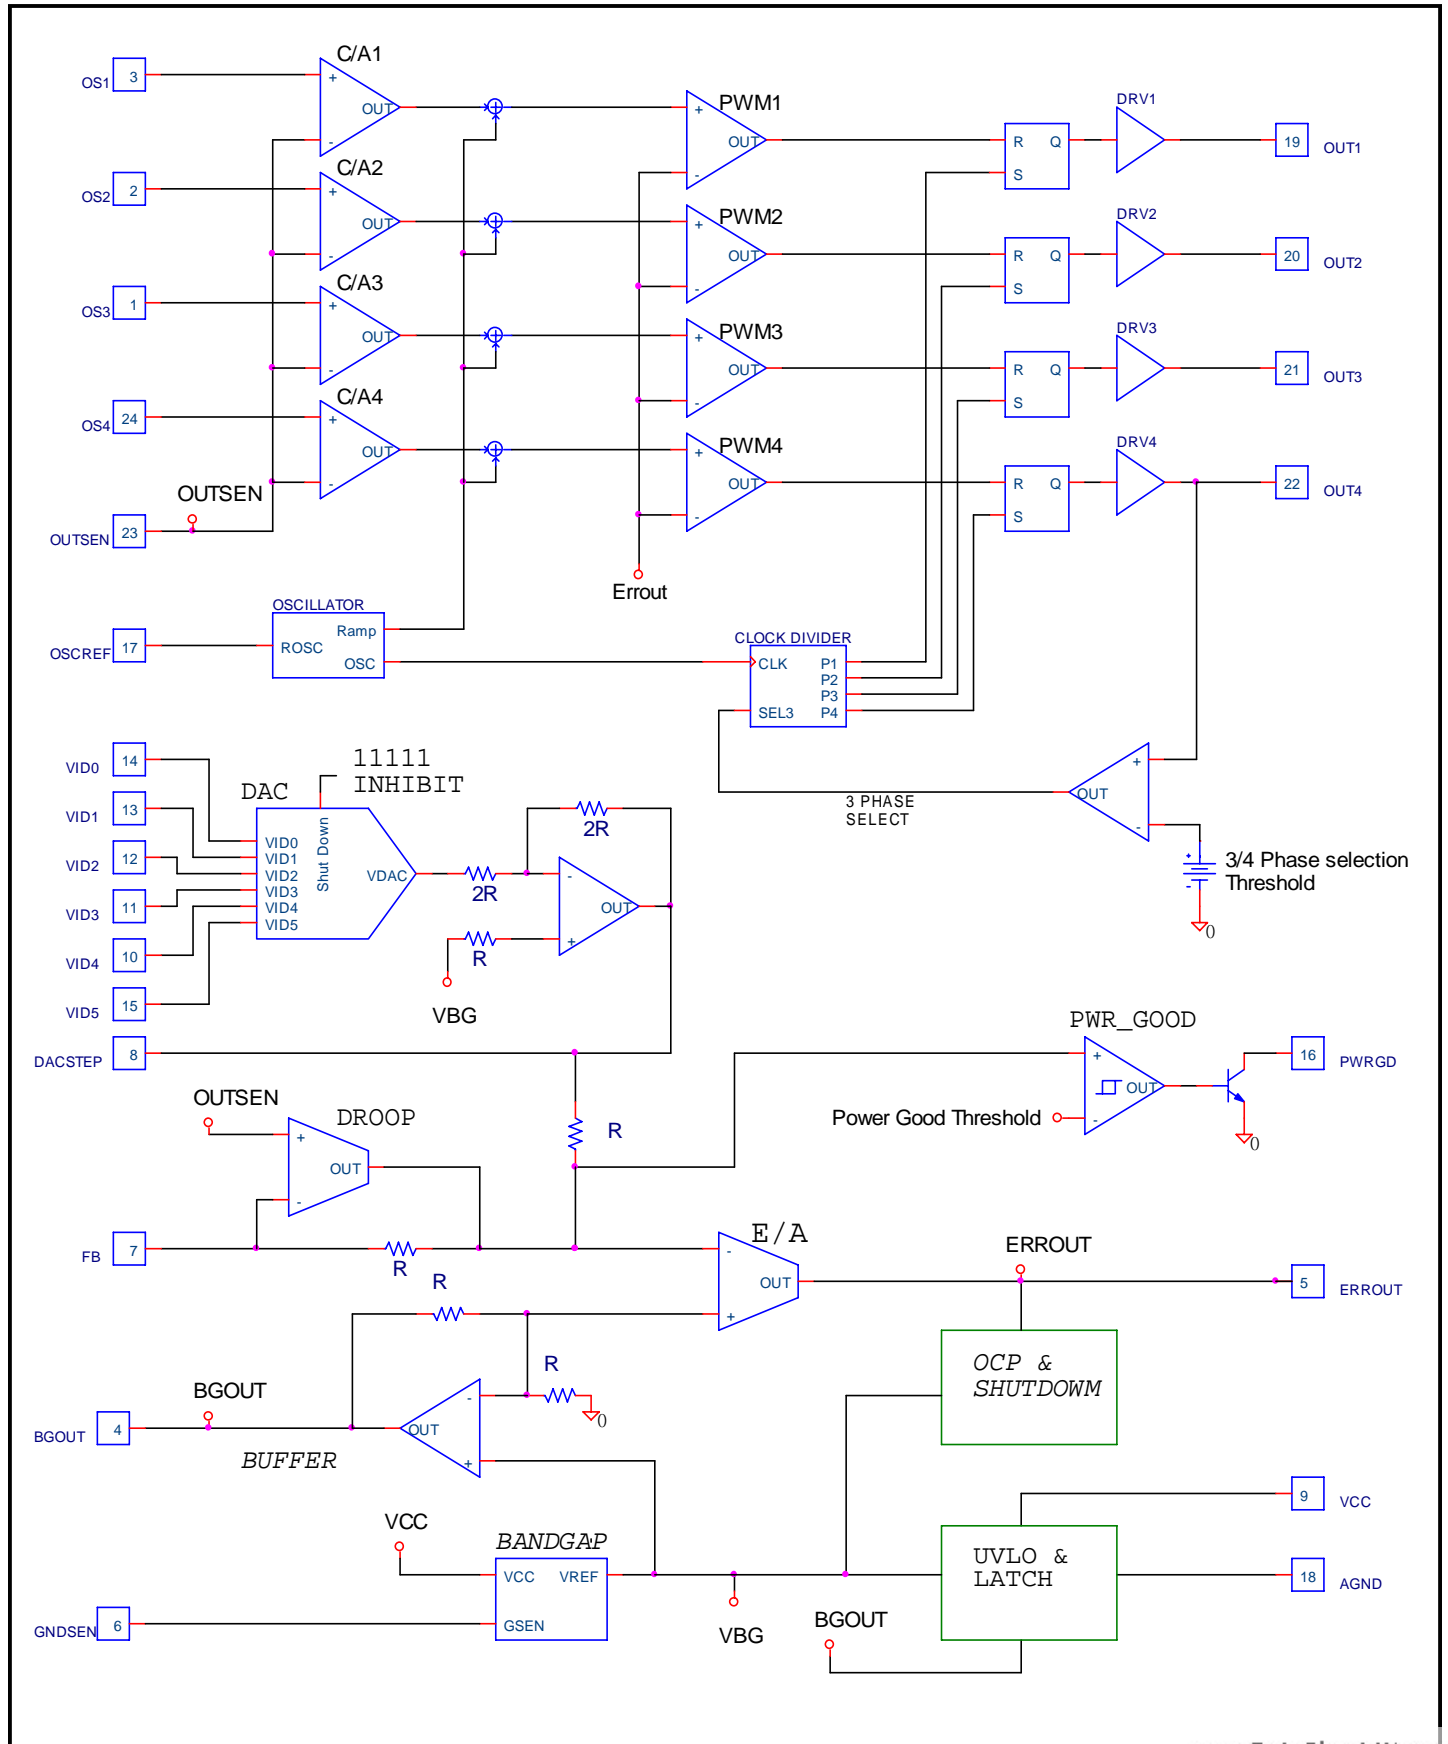 C/A1
OS1 3 + OUT -
PWM1
+ OUT -
R Q S
DRV1
19 OUT1
C/A2
OS2 2 + OUT -
PWM2
+ OUT -
R Q S
DRV2
20 OUT2
C/A3
OS3 1 + OUT -
PWM3
+ OUT -
R Q S
DRV3
21 OUT3
C/A4
OS4 24 + OUT -
PWM4
+ OUT -
R Q S
DRV4
22 OUT4
OUTSEN
OUTSEN 23
Errout
OSCILLATOR
OSCREF 17 ROSC Ramp
OSC
CLOCK DIVIDER
CLK P1
P2
P3
SEL3 P4
3 PHASE
SELECT
+ OUT -
3/4 Phase selection
Threshold
+
-
0
VID0 14
VID1 13
VID2 12
VID3 11
VID4 10
VID5 15
DAC
11111
INHIBIT
Shut Down
VID0
VID1
VID2
VID3
VID4
VID5
VDAC
2R
2R
- OUT +
R
VBG
DACSTEP 8
PWR_GOOD
+ OUT -
16 PWRGD
Power Good Threshold
0
OUTSEN
DROOP
+ OUT -
R
FB 7
R
R
E/A
- OUT +
ERROUT
5 ERROUT
OCP &
SHUTDOWM
R
0
BGOUT
BGOUT 4
- OUT +
BUFFER
VCC
BANDGAP
VCC VREF
GSEN
GNDSEN 6
VBG
BGOUT
UVLO &
LATCH
9 VCC
18 AGND